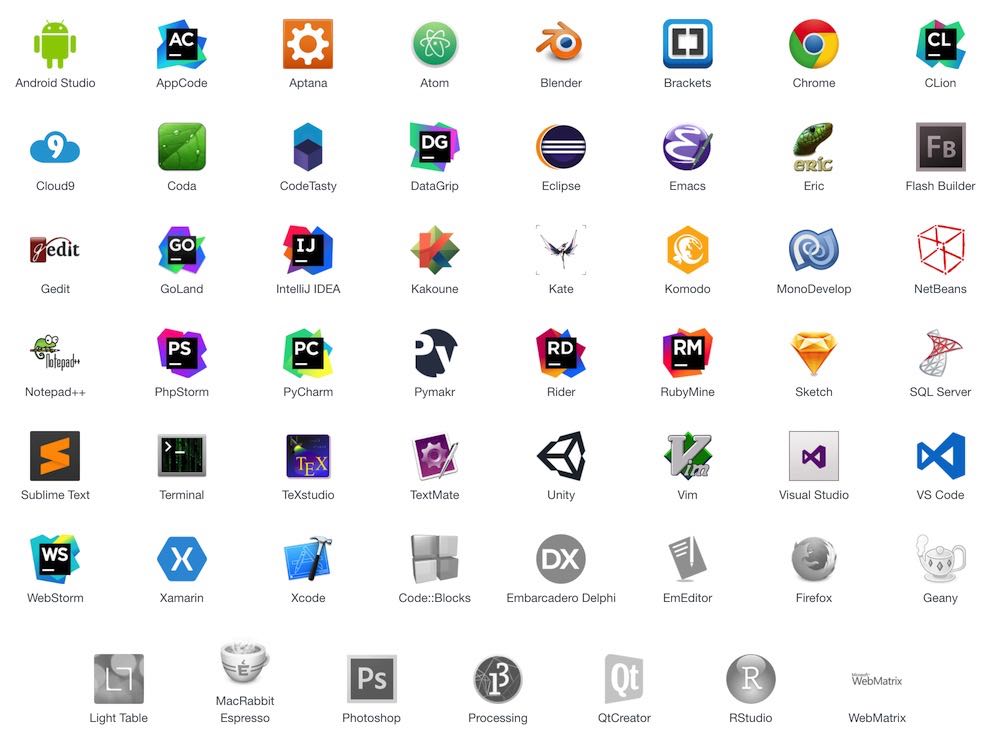 AC
Android Studio AppCode Aptana Atom Blender Brackets Chrome CLion
CL
9 DG ERIC FB
Cloud9 Coda CodeTasty DataGrip Eclipse Emacs Eric Flash Builder
gedit GO IJ
Gedit GoLand IntelliJ IDEA Kakoune Kate Komodo MonoDevelop NetBeans
Notepad++ PS PC Py RD RM
Notepad++ PhpStorm PyCharm Pymakr Rider RubyMine Sketch SQL Server
>_ TEX Vim
Sublime Text Terminal TeXstudio TextMate Unity Vim Visual Studio VS Code
WS X DX
WebStorm Xamarin Xcode Code::Blocks Embarcadero Delphi EmEditor Firefox Geany
LT E Ps 13 Qt R Microsoft WebMatrix
MacRabbit
Light Table Espresso Photoshop Processing QtCreator RStudio WebMatrix